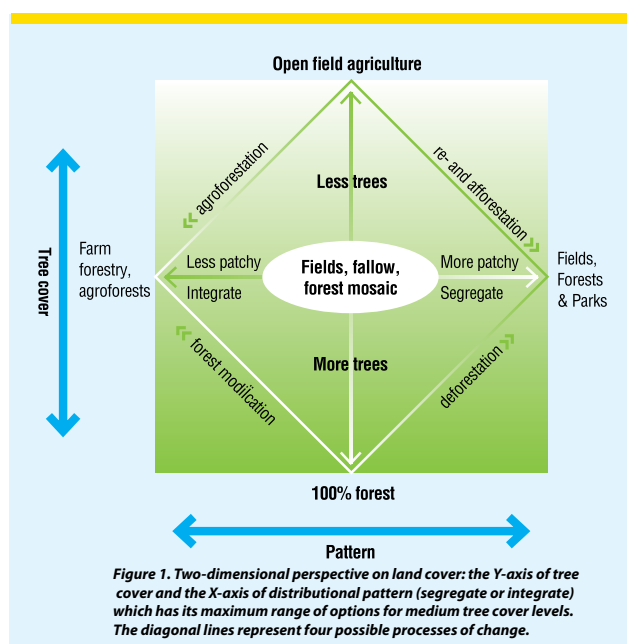 Open field agriculture
agroforestation
re- and afforestation
Less trees
Tree cover
Farm
forestry,
agroforests
Less patchy
Integrate
Fields, fallow,
forest mosaic
More patchy
Segregate
Fields,
Forests
& Parks
forest modiïcation
More trees
deforestation
100% forest
Pattern
Figure 1. Two-dimensional perspective on land cover: the Y-axis of tree
cover and the X-axis of distributional pattern (segregate or integrate)
which has its maximum range of options for medium tree cover levels.
The diagonal lines represent four possible processes of change.